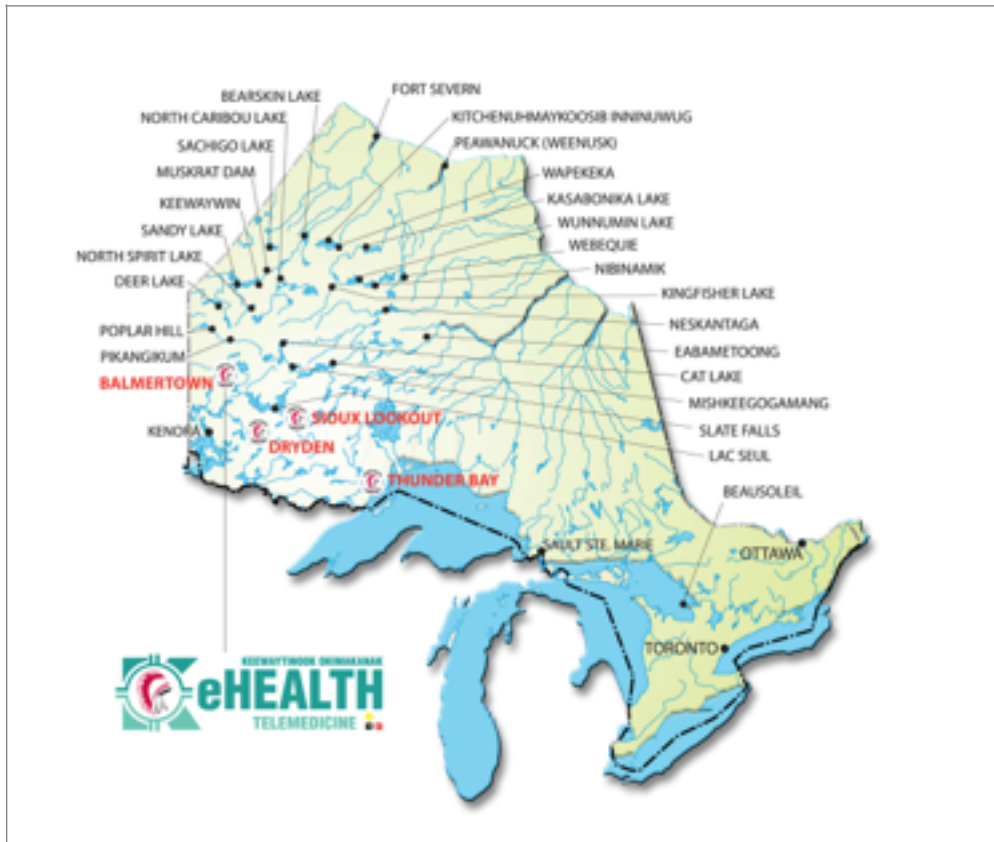 FORT SEVERN
BEARSKIN LAKE
KITCHENUHMAYKOOSIB INNINUWUG
NORTH CARIBOU LAKE
PEAWANUCK (WEENUSK)
SACHIGO LAKE
WAPEKEKA
MUSKRAT DAM
KASABONIKA LAKE
KEEWAYWIN
WUNNUMIN LAKE
SANDY LAKE
WEBEQUIE
NORTH SPIRIT LAKE
NIBINAMIK
DEER LAKE
KINGFISHER LAKE
NESKANTAGA
POPLAR HILL
EABAMETOONG
PIKANGIKUM
CAT LAKE
BALMERTOWN
MISHKEEGOGAMANG
SIOUX LOOKOUT
SLATE FALLS
KENORA
DRYDEN
LAC SEUL
THUNDER BAY
BEAUSOLEIL
SAULT STE. MARIE
OTTAWA
TORONTO
KEEWAYTINOOK OKIMAKANAK
eHEALTH
TELEMEDICINE